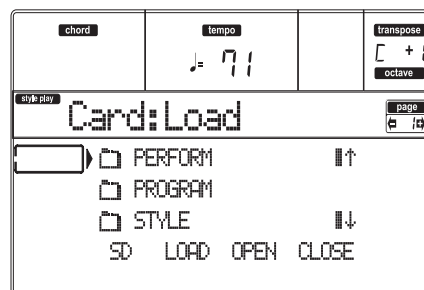 chord tempo transpose
♩= 71
octave
style play
Card:Load
page
PERFORM
PROGRAM
STYLE
SD LOAD OPEN CLOSE